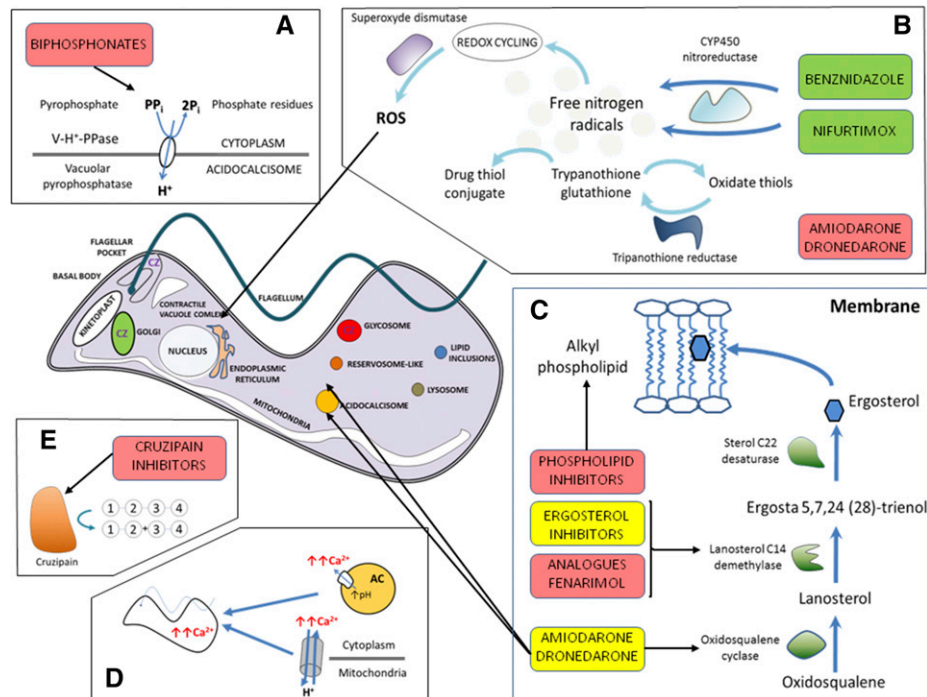 A
BIPHOSPHONATES
Pyrophosphate
PPi
2Pi
Phosphate residues
V-H⁺-PPase
CYTOPLASM
Vacuolar
pyrophosphatase
ACIDOCALCISOME
H⁺
B
Superoxyde dismutase
REDOX CYCLING
CYP450
nitroreductase
BENZNIDAZOLE
NIFURTIMOX
Free nitrogen
radicals
ROS
Drug thiol
conjugate
Trypanothione
glutathione
Oxidate thiols
Tripanothione reductase
AMIODARONE
DRONEDARONE
FLAGELLAR
POCKET
CZ
BASAL BODY
KINETOPLAST
CONTRACTILE
VACUOLE COMLEX
FLAGELLUM
CZ
GOLGI
NUCLEUS
ENDOPLASMIC
RETICULUM
MITOCHONDRIA
GLYCOSOME
RESERVOSOME-LIKE
LIPID
INCLUSIONS
LYSOSOME
ACIDOCALCISOME
C
Membrane
Alkyl
phospholipid
Ergosterol
Sterol C22
desaturase
PHOSPHOLIPID
INHIBITORS
Ergosta 5,7,24 (28)-trienol
ERGOSTEROL
INHIBITORS
ANALOGUES
FENARIMOL
Lanosterol C14
demethylase
Lanosterol
AMIODARONE
DRONEDARONE
Oxidosqualene
cyclase
Oxidosqualene
E
CRUZIPAIN
INHIBITORS
1 2 3 4
1 2 + 3 4
Cruzipain
D
↑↑Ca²⁺
AC
↑pH
↑↑Ca²⁺
↑↑Ca²⁺
Cytoplasm
Mitochondria
H⁺